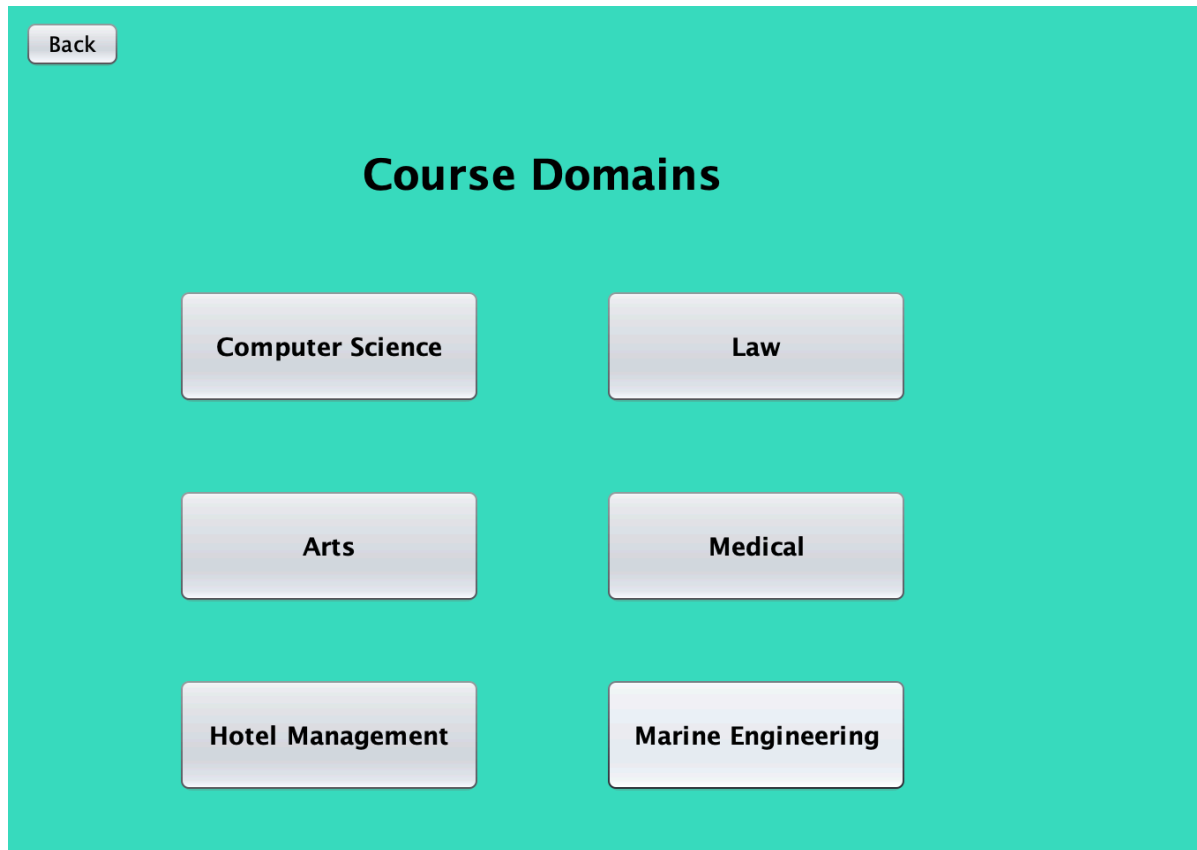 Back
Course Domains
Computer Science
Law
Arts
Medical
Hotel Management
Marine Engineering